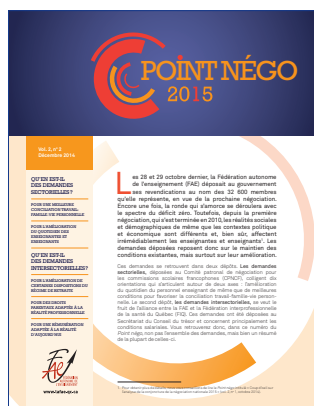 POINT NÉGO
2015
Vol. 2, nº 2
Décembre 2014
QU'EN EST-IL
DES DEMANDES
SECTORIELLES?
POUR UNE MEILLEURE
CONCILIATION TRAVAIL-
FAMILLE-VIE PERSONNELLE
POUR L'AMÉLIORATION
DU QUOTIDIEN DES
ENSEIGNANTES ET
ENSEIGNANTS
QU'EN EST-IL
DES DEMANDES
INTERSECTORIELLES?
POUR L'AMÉLIORATION DE
CERTAINES DISPOSITIONS DU
RÉGIME DE RETRAITE
POUR DES DROITS
PARENTAUX ADAPTÉS À LA
RÉALITÉ PROFESSIONNELLE
POUR UNE RÉMUNÉRATION
ADAPTÉE À LA RÉALITÉ
D'AUJOURD'HUI
Fae
www.lafae.qc.ca
Les 28 et 29 octobre dernier, la Fédération autonome
de l'enseignement (FAE) déposait au gouvernement
ses revendications au nom des 32 600 membres
qu'elle représente, en vue de la prochaine négociation.
Encore une fois, la ronde qui s'amorce se déroulera avec
le spectre du déficit zéro. Toutefois, depuis la première
négociation, qui s'est terminée en 2010, les réalités sociales
et démographiques de même que les contextes politique
et économique sont différents et, bien sûr, affectent
irrémédiablement les enseignantes et enseignants¹. Les
demandes déposées reposent donc sur le maintien des
conditions existantes, mais surtout sur leur amélioration.
Ces demandes se retrouvent dans deux dépôts. Les demandes
sectorielles, déposées au Comité patronal de négociation pour
les commissions scolaires francophones (CPNCF), colligent dix
orientations qui s'articulent autour de deux axes : l'amélioration
du quotidien du personnel enseignant de même que de meilleures
conditions pour favoriser la conciliation travail-famille-vie person-
nelle. Le second dépôt, les demandes intersectorielles, se veut le
fruit de l'alliance entre la FAE et la Fédération interprofessionnelle
de la santé du Québec (FIQ). Ces demandes ont été déposées au
Secrétariat du Conseil du trésor et concernent principalement les
conditions salariales. Vous retrouverez donc, dans ce numéro du
Point négo, non pas l'ensemble des demandes, mais bien un résumé
de la plupart de celles-ci.